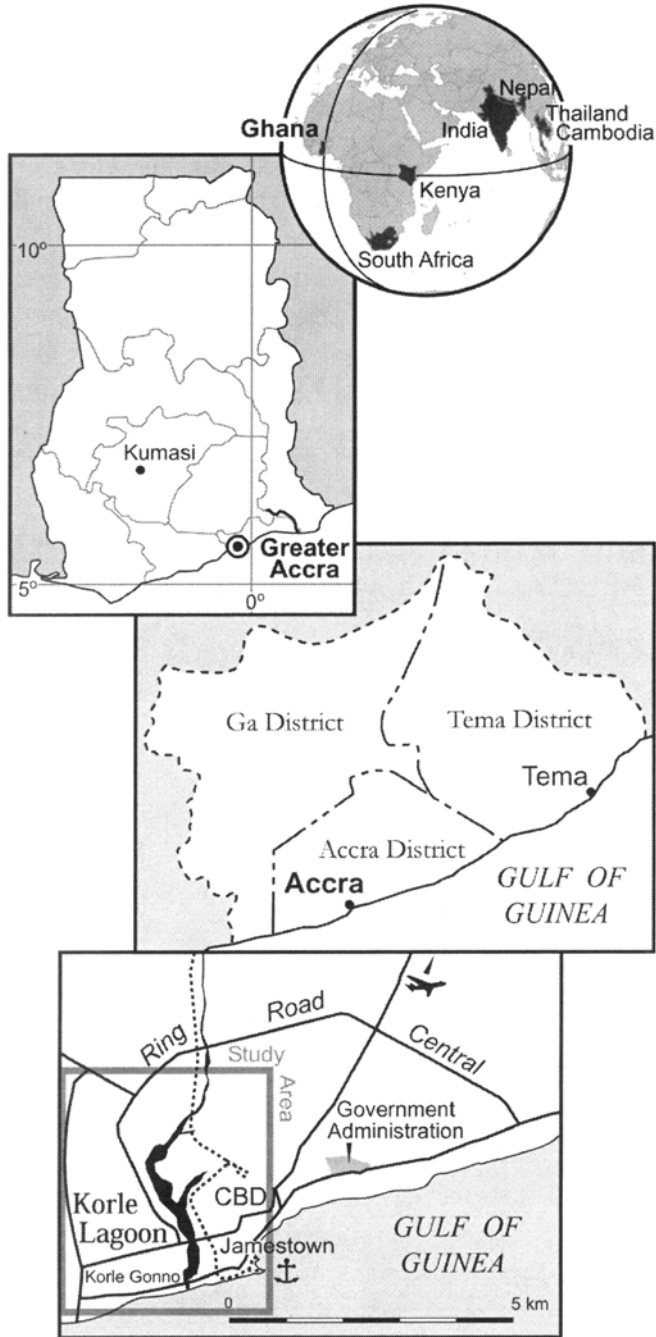 Nepal
Thailand
Ghana
India
Cambodia
Kenya
South Africa
10°
Kumasi
Greater
Accra
5°
0°
Ga District
Tema District
Tema
Accra District
Accra
GULF OF
GUINEA
Ring
Road
Central
Study
Area
Government
Administration
CBD
Korle
Lagoon
Jamestown
Korle Gonno
GULF OF
GUINEA
0
5 km